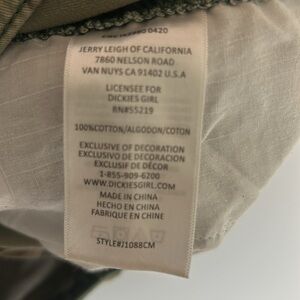 JERRY LEIGH OF CALIFORNIA
7860 NELSON ROAD
VAN NUYS CA 91402 U.S.A
LICENSEE FOR
DICKIES GIRL
RN#55219
100%COTTON/ALGODON/COTON
EXCLUSIVE OF DECORATION
EXCLUSIVO DE DECORACION
EXCLUSIF DE DÉCOR
1-855-909-6200
WWW.DICKIESGIRL.COM
MADE IN CHINA
HECHO EN CHINA
FABRIQUE EN CHINE
STYLE#J1088CM